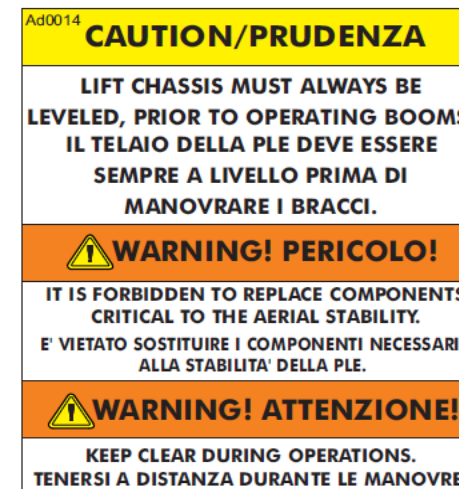 Ad0014
CAUTION/PRUDENZA
LIFT CHASSIS MUST ALWAYS BE
LEVELED, PRIOR TO OPERATING BOOMS
IL TELAIO DELLA PLE DEVE ESSERE
SEMPRE A LIVELLO PRIMA DI
MANOVRARE I BRACCI.
WARNING! PERICOLO!
IT IS FORBIDDEN TO REPLACE COMPONENTS
CRITICAL TO THE AERIAL STABILITY.
E' VIETATO SOSTITUIRE I COMPONENTI NECESSARI
ALLA STABILITA' DELLA PLE.
WARNING! ATTENZIONE!
KEEP CLEAR DURING OPERATIONS.
TENERSI A DISTANZA DURANTE LE MANOVRE